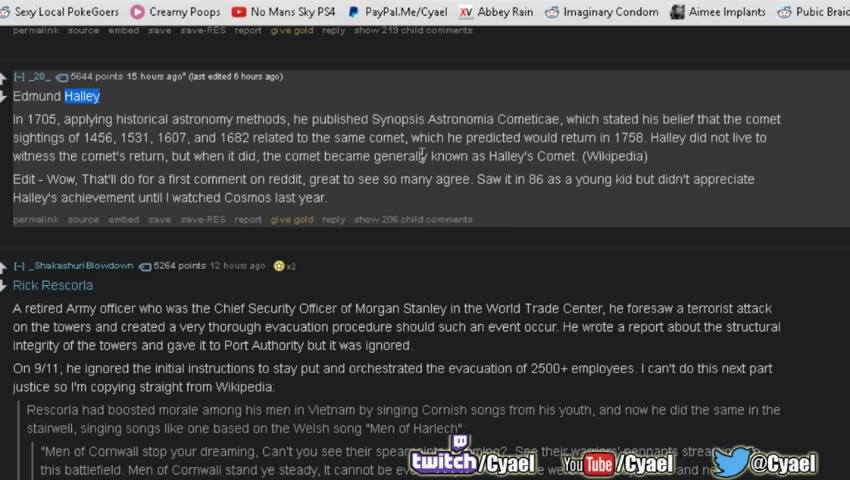 Sexy Local PokeGoers Creamy Poops No Mans Sky PS4 PayPal.Me/Cyael XV Abbey Rain Imaginary Condom Aimee Implants Pubic Brai
permalink source embed save save-RES report give gold reply show 219 child comments
[-] _28_ 5644 points 15 hours ago* (last edited 6 hours ago)
Edmund Halley
In 1705, applying historical astronomy methods, he published Synopsis Astronomia Cometicae, which stated his belief that the comet
sightings of 1456, 1531, 1607, and 1682 related to the same comet, which he predicted would return in 1758. Halley did not live to
witness the comet's return, but when it did, the comet became generally known as Halley's Comet. (Wikipedia)
Edit - Wow, That'll do for a first comment on reddit, great to see so many agree. Saw it in 86 as a young kid but didn't appreciate
Halley's achievement until I watched Cosmos last year.
permalink source embed save save-RES report give gold reply show 206 child comments
[-] _ShakashuriBlowdown 5264 points 12 hours ago x2
Rick Rescorla
A retired Army officer who was the Chief Security Officer of Morgan Stanley in the World Trade Center, he foresaw a terrorist attack
on the towers and created a very thorough evacuation procedure should such an event occur. He wrote a report about the structural
integrity of the towers and gave it to Port Authority but it was ignored.
On 9/11, he ignored the initial instructions to stay put and orchestrated the evacuation of 2500+ employees. I can't do this next part
justice so I'm copying straight from Wikipedia:
Rescorla had boosted morale among his men in Vietnam by singing Cornish songs from his youth, and now he did the same in the
stairwell, singing songs like one based on the Welsh song "Men of Harlech":
"Men of Cornwall stop your dreaming, Can't you see their See their pennants
this battlefield. Men of Cornwall stand ye steady, It cannot be
twitch/Cyael YouTube/Cyael @Cyael